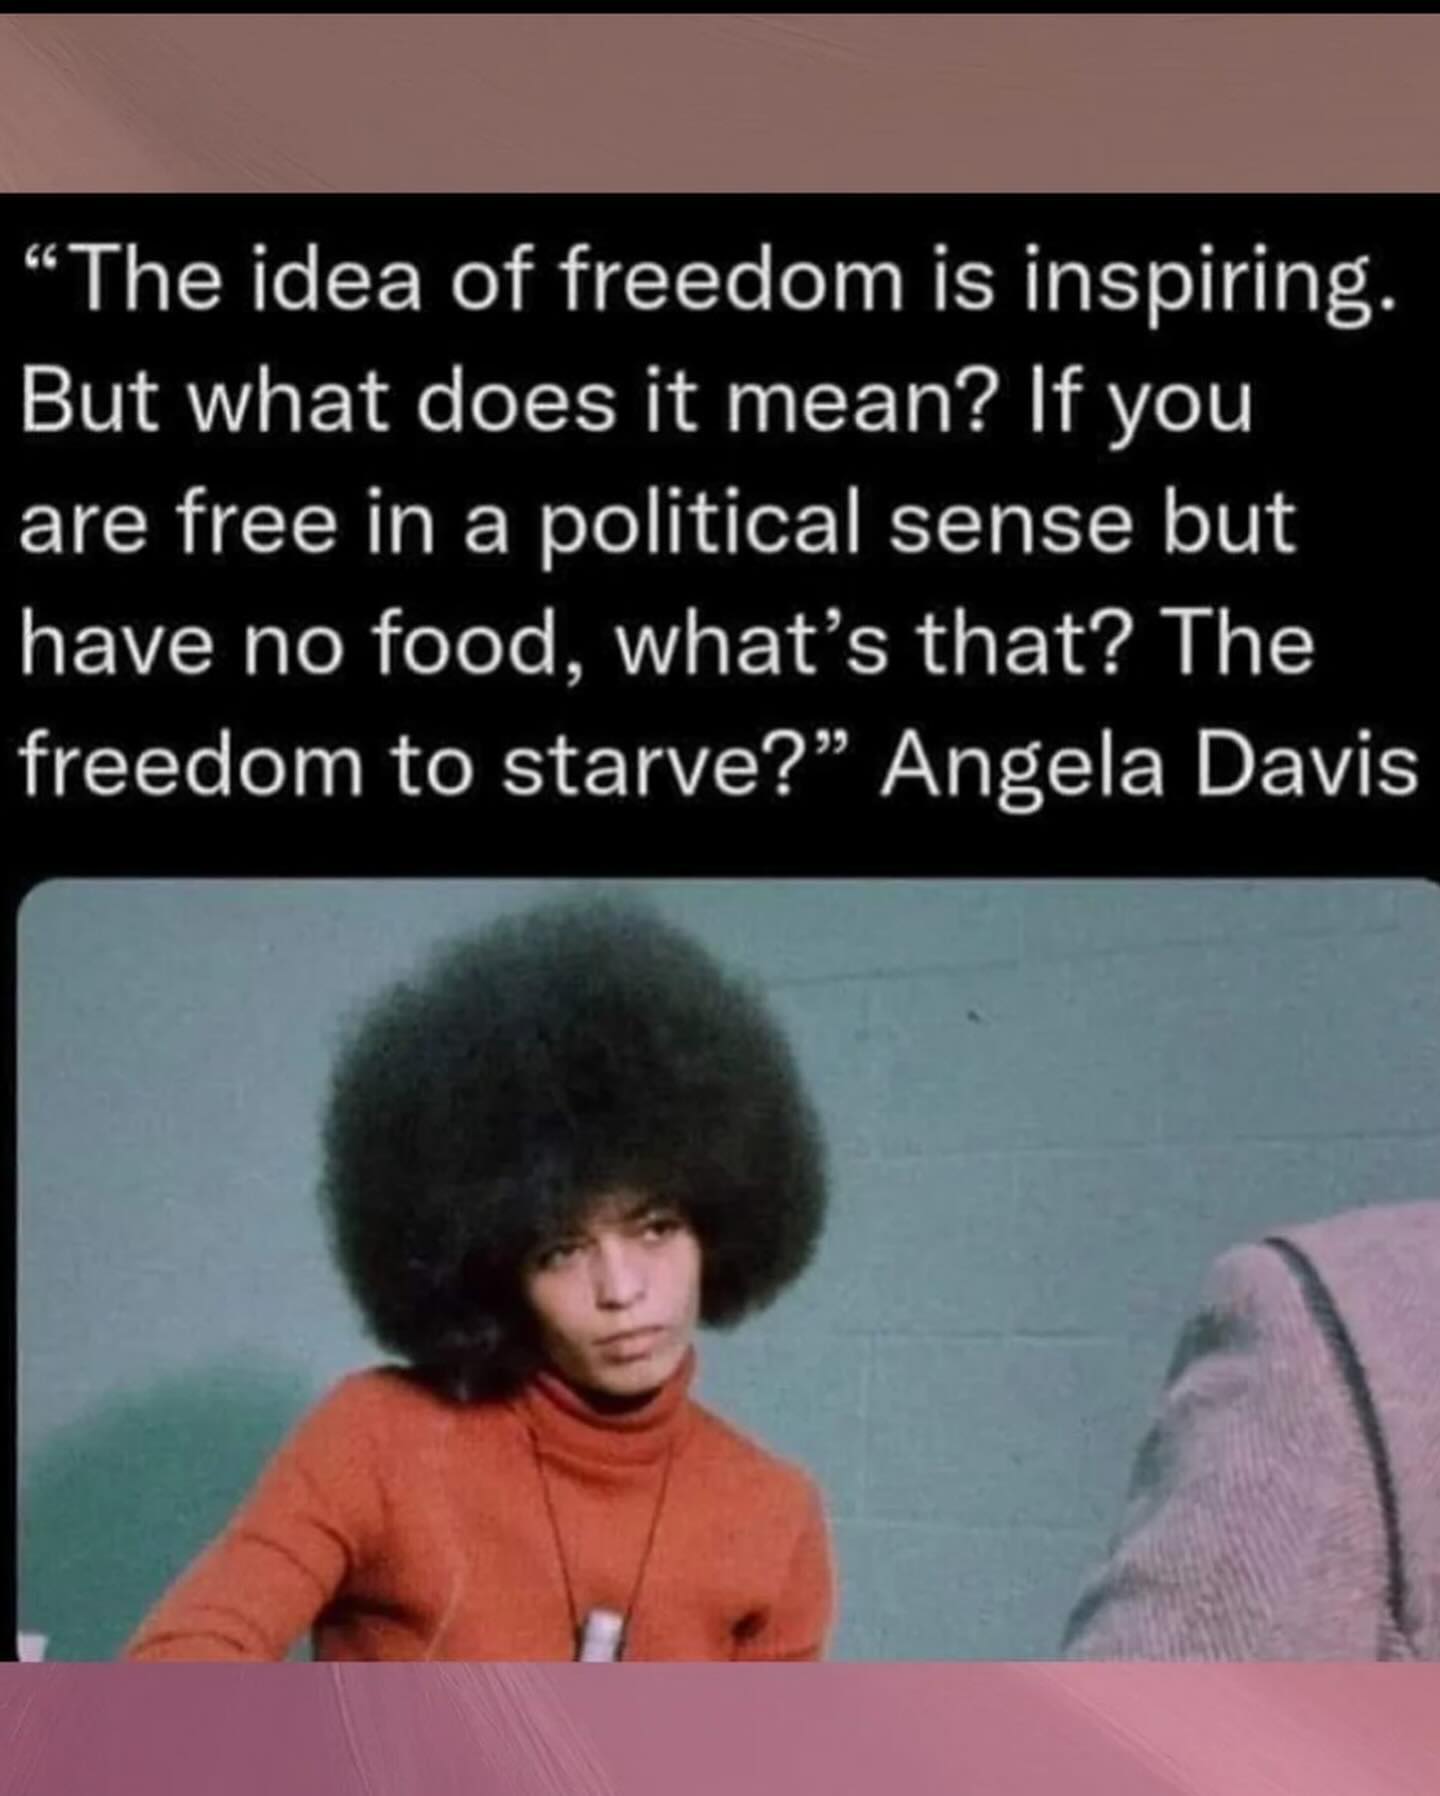 “The idea of freedom is inspiring.
But what does it mean? If you
are free in a political sense but
have no food, what’s that? The
freedom to starve?” Angela Davis